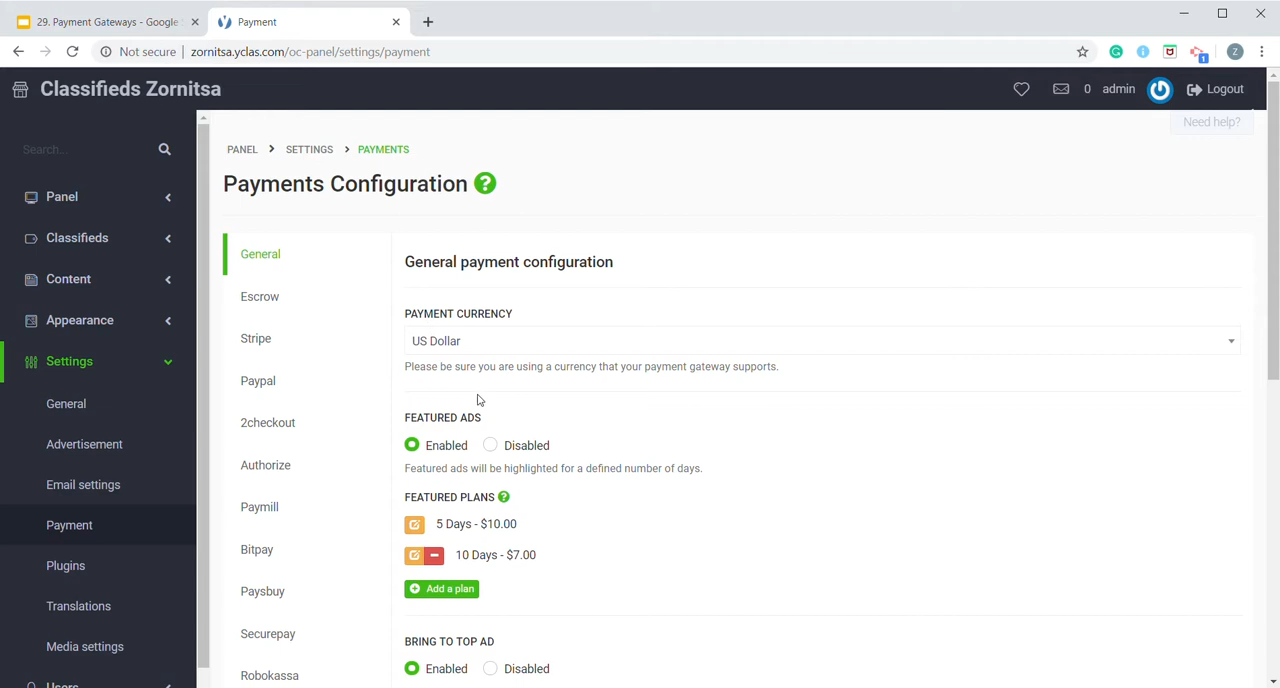 29. Payment Gateways - Google
Payment
Not secure | zornitsa.yclas.com/oc-panel/settings/payment
Z
1
Classifieds Zornitsa
0 admin Logout
Need help?
Search...
Panel
Classifieds
Content
Appearance
Settings
General
Advertisement
Email settings
Payment
Plugins
Translations
Media settings
Users
PANEL > SETTINGS > PAYMENTS
Payments Configuration ?
General
Escrow
Stripe
Paypal
2checkout
Authorize
Paymill
Bitpay
Paysbuy
Securepay
Robokassa
General payment configuration
PAYMENT CURRENCY
US Dollar
Please be sure you are using a currency that your payment gateway supports.
FEATURED ADS
Enabled Disabled
Featured ads will be highlighted for a defined number of days.
FEATURED PLANS ?
5 Days - $10.00
10 Days - $7.00
Add a plan
BRING TO TOP AD
Enabled Disabled